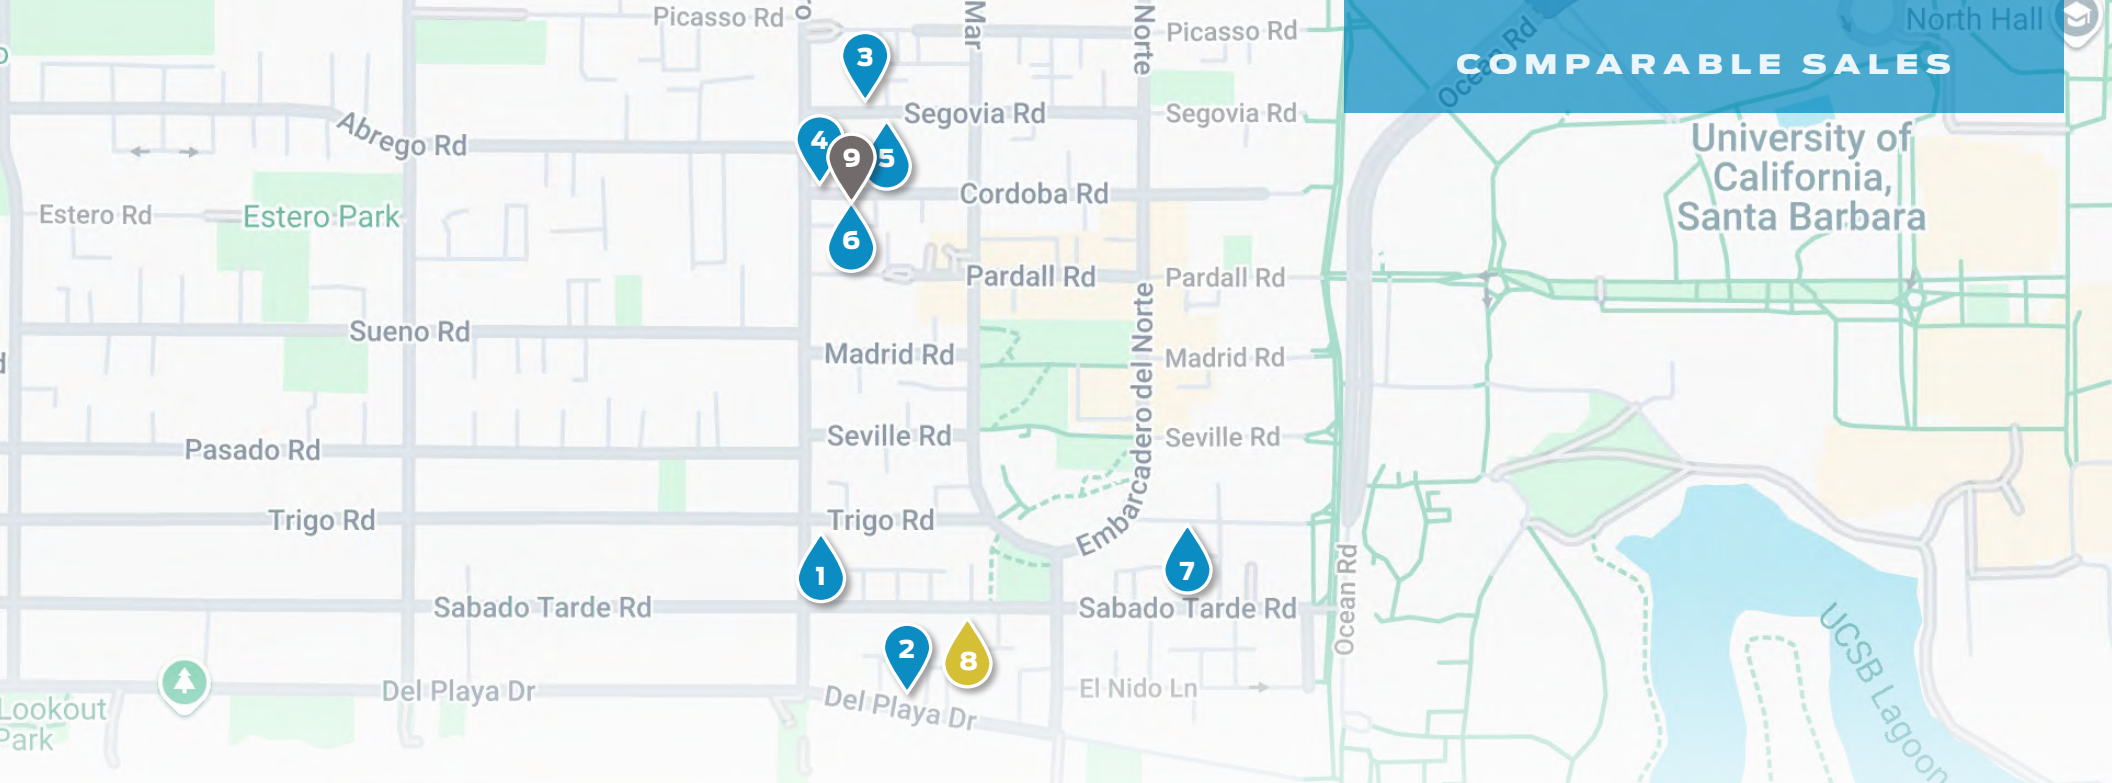 Picasso Rd
ro
Mar
Norte
Picasso Rd
Ocean Rd
North Hall
COMPARABLE SALES
3
Segovia Rd
Segovia Rd
Abrego Rd
4
9
5
University of
California,
Santa Barbara
Estero Rd
Estero Park
Cordoba Rd
6
Pardall Rd
Pardall Rd
Sueno Rd
Madrid Rd
Embarcadero del Norte
Madrid Rd
Pasado Rd
Seville Rd
Seville Rd
Trigo Rd
Trigo Rd
1
7
Sabado Tarde Rd
Sabado Tarde Rd
Ocean Rd
2
8
UCSB Lagoon
Del Playa Dr
Del Playa Dr
El Nido Ln
Lookout
Park